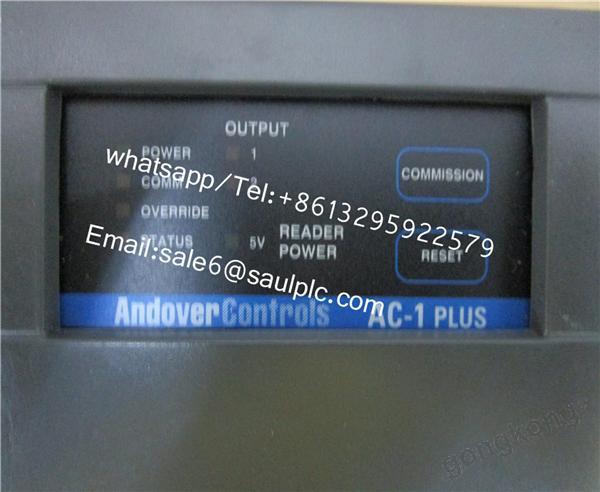 OUTPUT
POWER 1
COMM 2
OVERRIDE
STATUS 5V READER POWER
COMMISSION
RESET
whatsapp/Tel:+8613295922579
Email:sale6@saulplc.com
AndoverControls AC-1 PLUS
gongkong